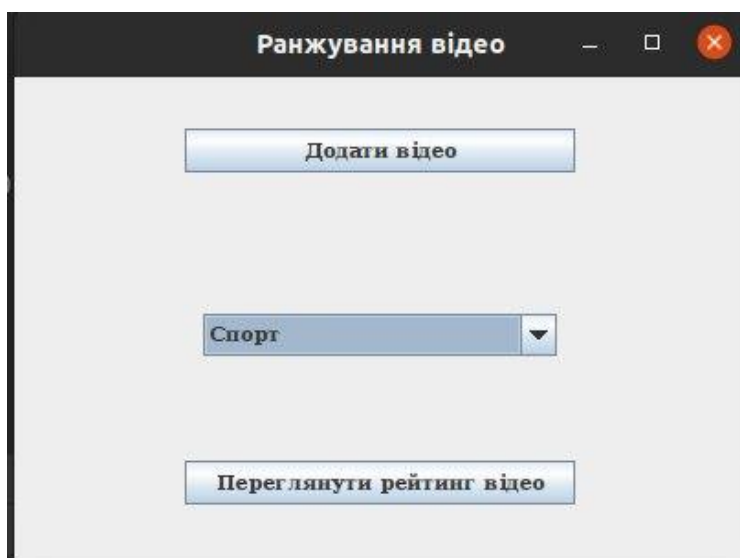 Ранжування відео
Додати відео
Спорт
Переглянути рейтинг відео